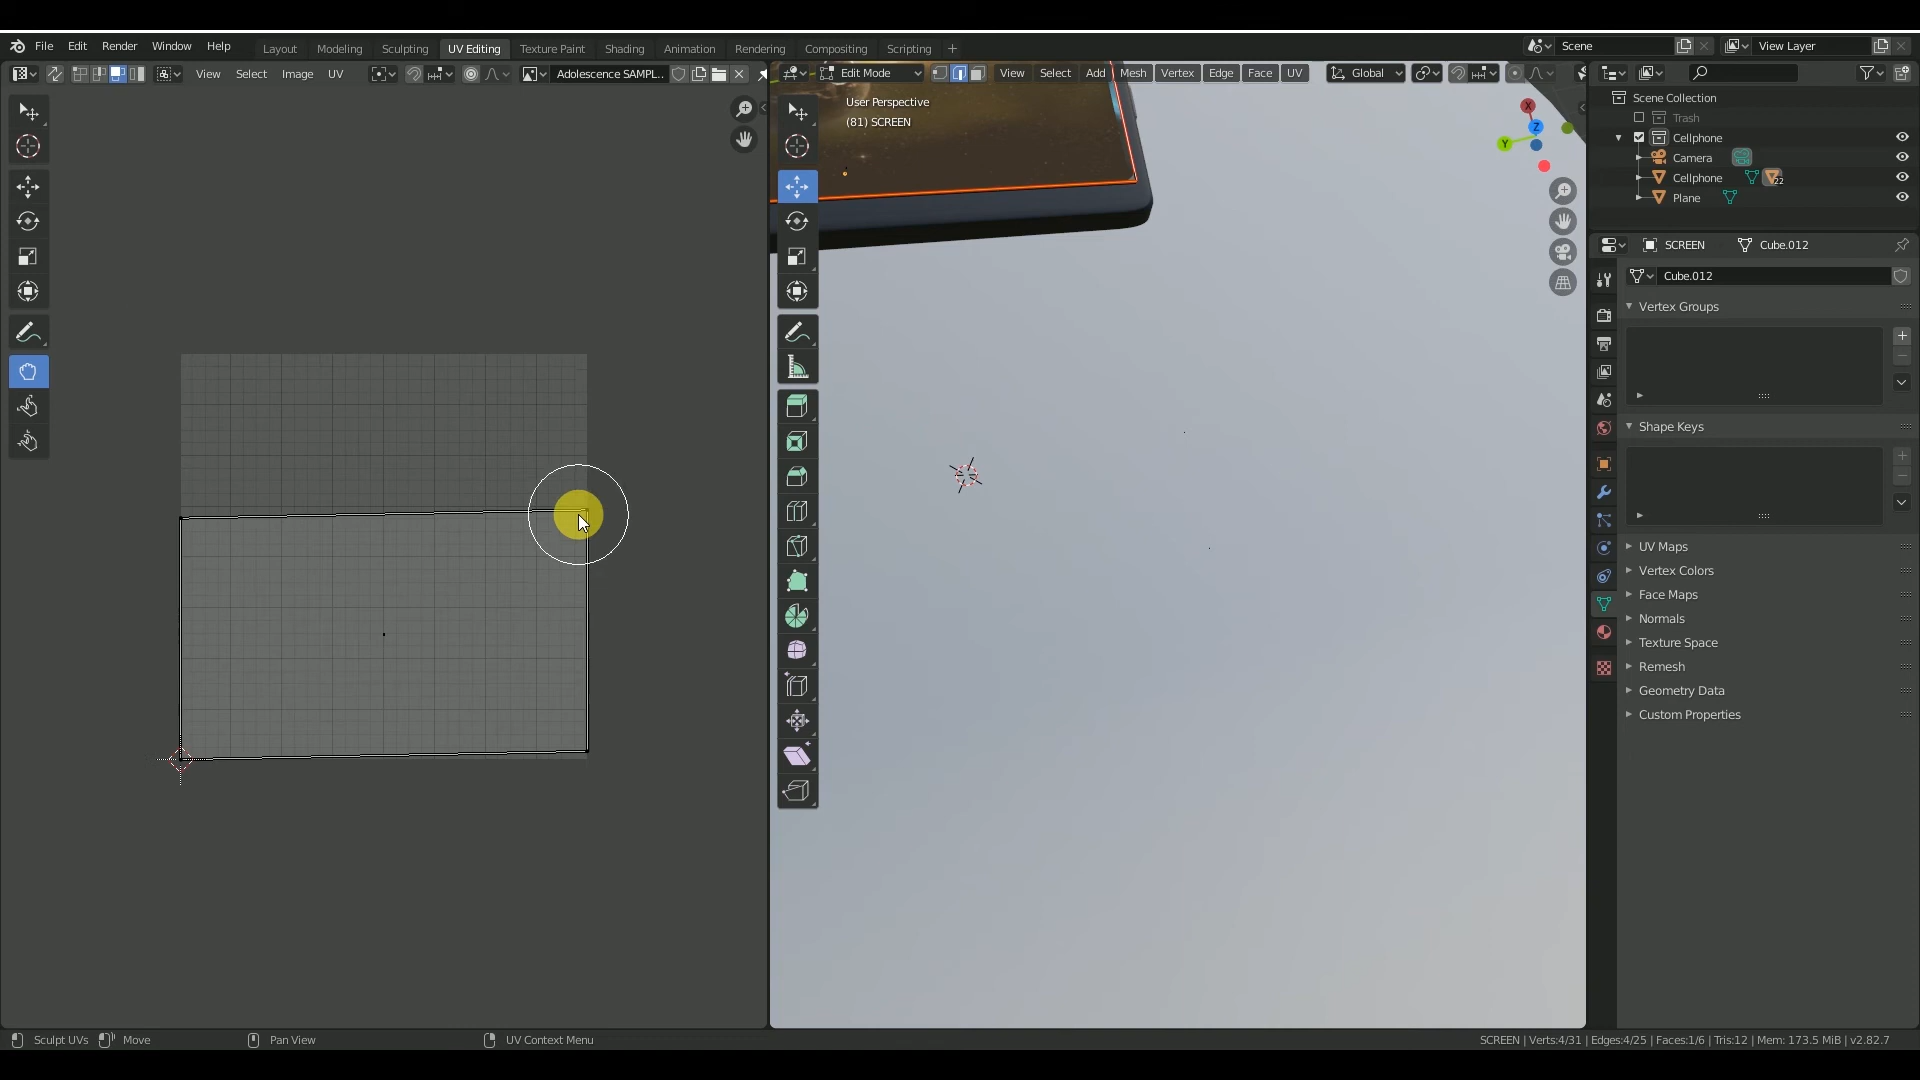 File Edit Render Window Help
Layout Modeling Sculpting UV Editing Texture Paint Shading Animation Rendering Compositing Scripting +
Scene
View Layer
View Select Image UV
Adolescence SAMPL..
Edit Mode
View Select Add Mesh Vertex Edge Face UV
Global
User Perspective
(81) SCREEN
X
Y
Z
Scene Collection
Trash
Cellphone
Camera
Cellphone
22
Plane
SCREEN
Cube.012
Cube.012
Vertex Groups
Shape Keys
UV Maps
Vertex Colors
Face Maps
Normals
Texture Space
Remesh
Geometry Data
Custom Properties
Sculpt UVs
Move
Pan View
UV Context Menu
SCREEN | Verts:4/31 | Edges:4/25 | Faces:1/6 | Tris:12 | Mem: 173.5 MiB | v2.82.7